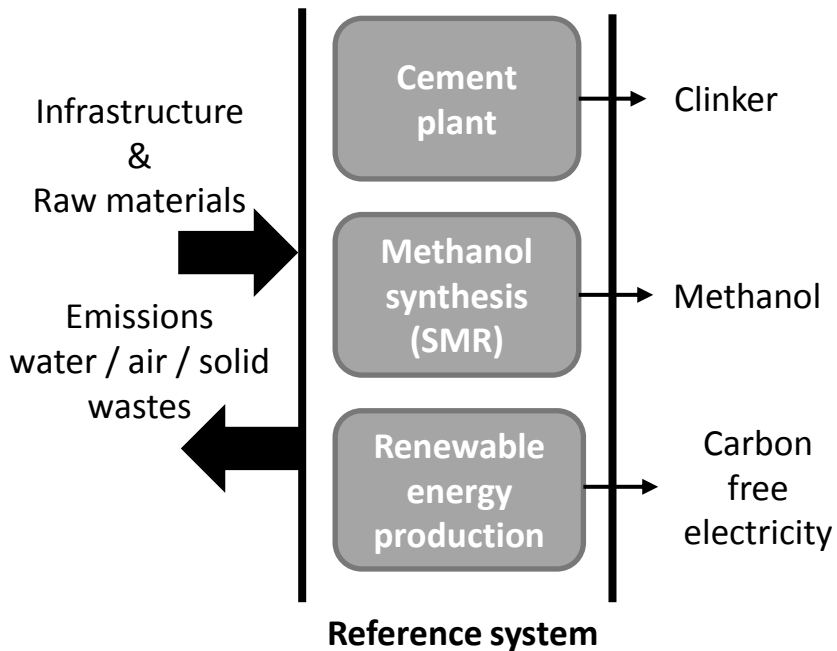 Infrastructure
&
Raw materials
Emissions
water / air / solid
wastes
Cement
plant
Clinker
Methanol
synthesis
(SMR)
Methanol
Renewable
energy
production
Carbon
free
electricity
Reference system